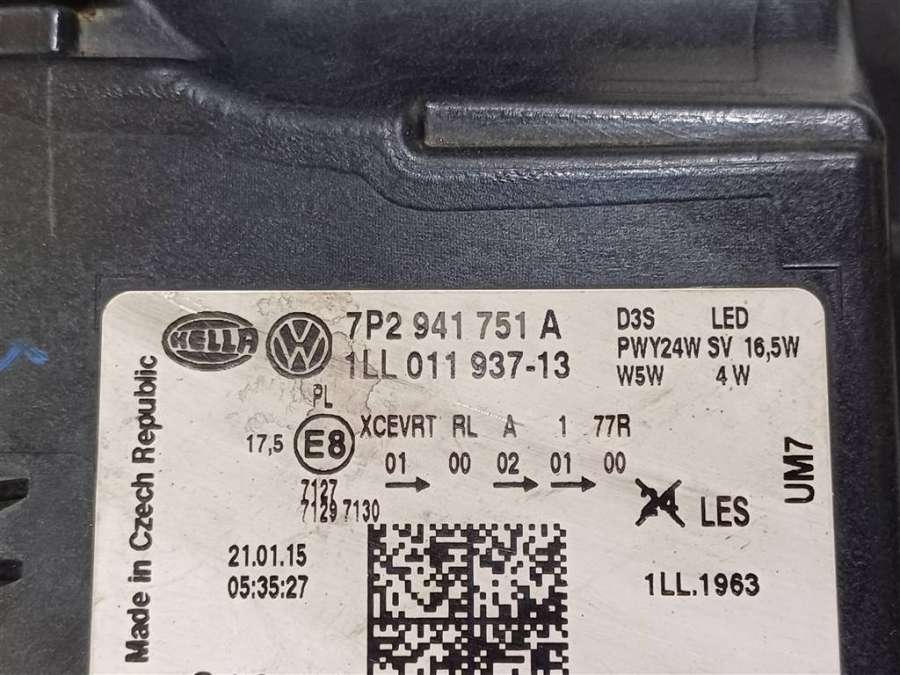 HELLA VW 7P2 941 751 A
1LL 011 937-13
D3S LED
PWY24W SV 16,5W
W5W 4W
PL
17,5 E8 XCEVRT RL A 1 77R
01 00 02 01 00
7127
7129 7130
24 LES
UM7
21.01.15
05:35:27
1LL.1963
Made in Czech Republic